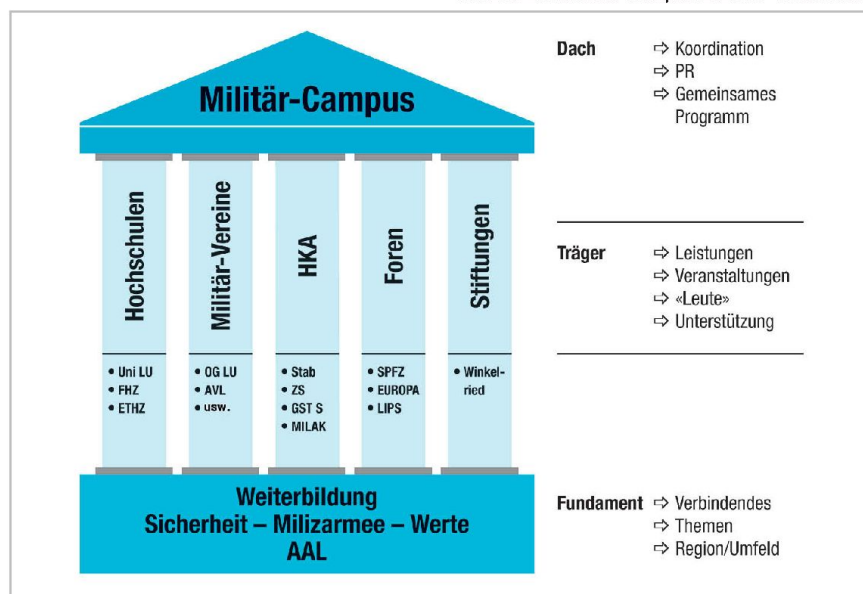 Militär-Campus
Hochschulen
Militär-Vereine
HKA
Foren
Stiftungen
• Uni LU
• FHZ
• ETHZ
• OG LU
• AVL
• usw.
• Stab
• ZS
• GST S
• MILAK
• SPFZ
• EUROPA
• LIPS
• Winkel-
ried
Weiterbildung
Sicherheit – Milizarmee – Werte
AAL
Dach ⇨ Koordination
⇨ PR
⇨ Gemeinsames
Programm
Träger ⇨ Leistungen
⇨ Veranstaltungen
⇨ «Leute»
⇨ Unterstützung
Fundament ⇨ Verbindendes
⇨ Themen
⇨ Region/Umfeld